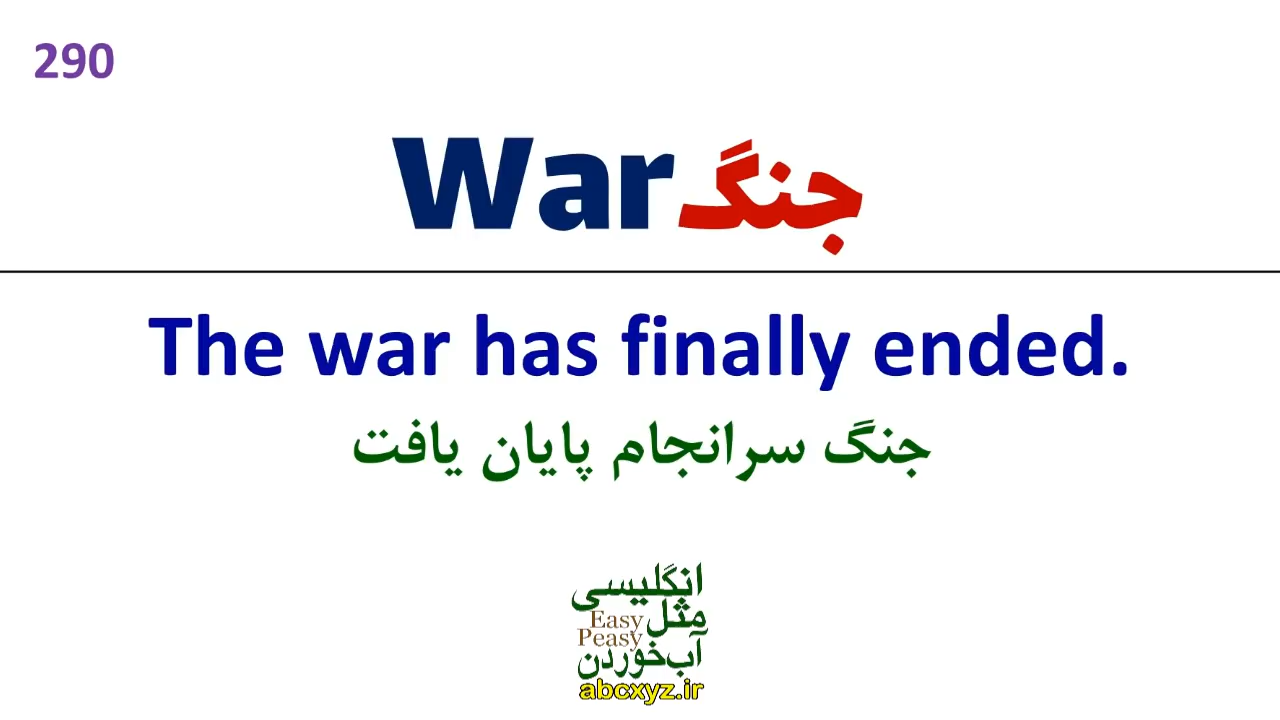 290
War جنگ
The war has finally ended.
جنگ سرانجام پایان یافت
انگلیسی
مثل Easy
Peasy
آب‌خوردن
abcxyz.ir